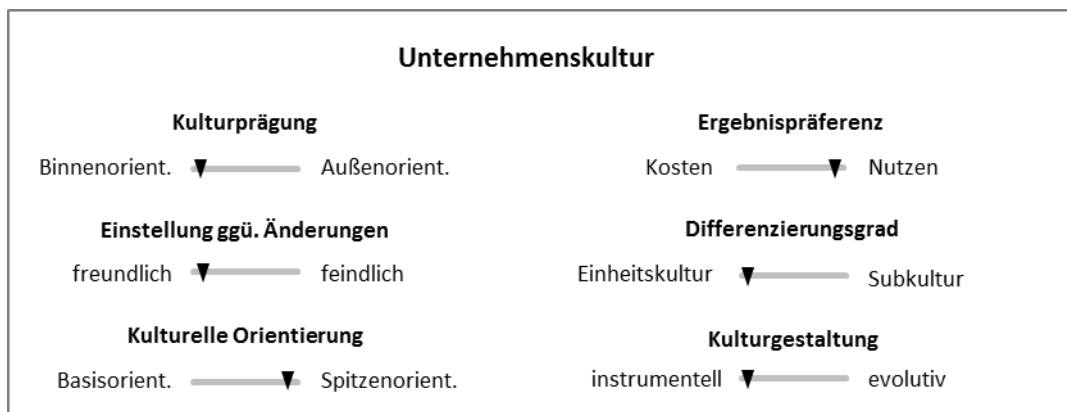 Unternehmenskultur
Kulturprägung
Binnenorient. Außenorient.
Ergebnispräferenz
Kosten Nutzen
Einstellung ggü. Änderungen
freundlich feindlich
Differenzierungsgrad
Einheitskultur Subkultur
Kulturelle Orientierung
Basisorient. Spitzenorient.
Kulturgestaltung
instrumentell evolutiv